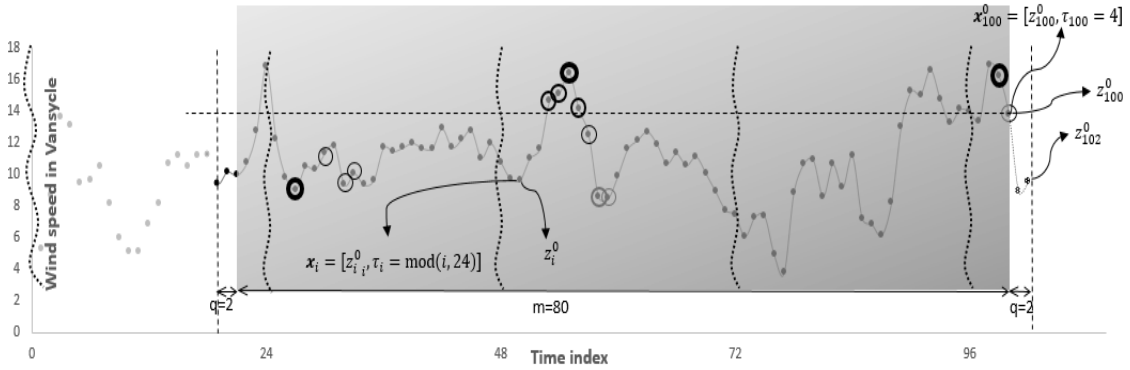 𝒙⁰₁₀₀ = [z⁰₁₀₀, τ₁₀₀ = 4]
18
16
14
12
10
8
6
4
2
0
Wind speed in Vansycle
z⁰₁₀₀
z⁰₁₀₂
𝒙ᵢ = [z⁰ᵢ ᵢ, τᵢ = mod(i, 24)]
z⁰ᵢ
q=2
m=80
q=2
0
24
48
72
96
Time index